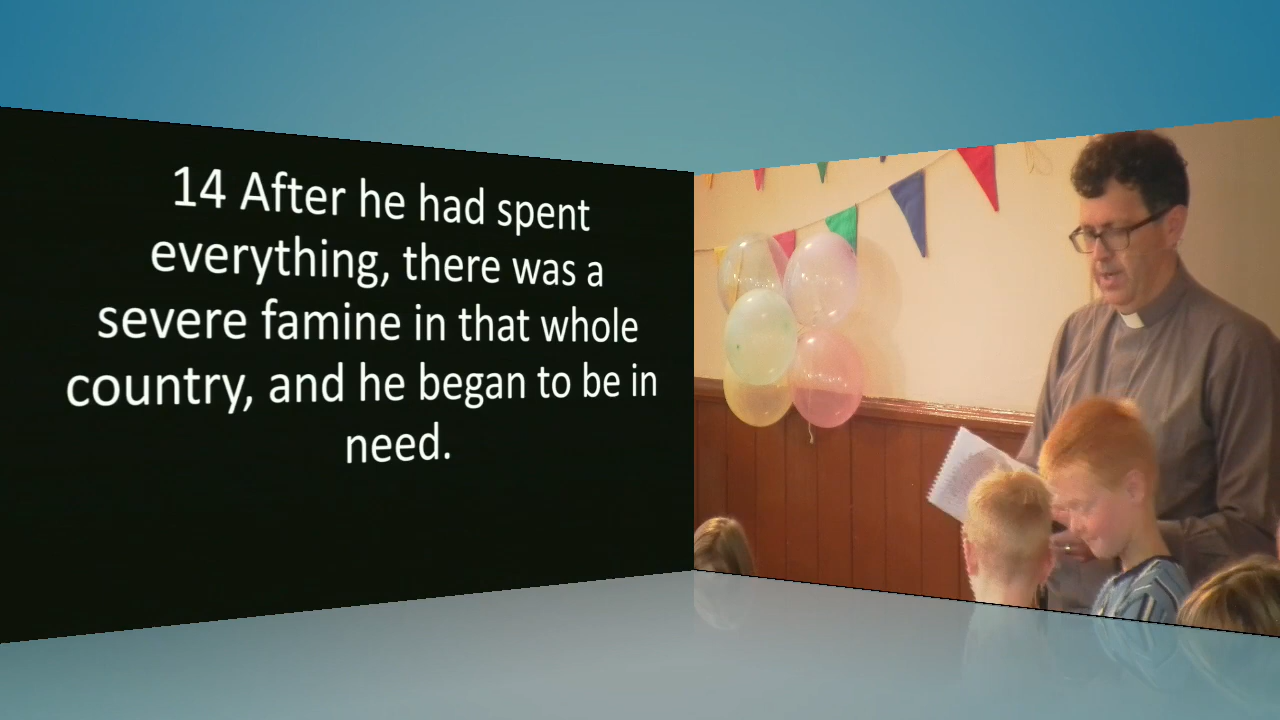 14 After he had spent
everything, there was a
severe famine in that whole
country, and he began to be in
need.